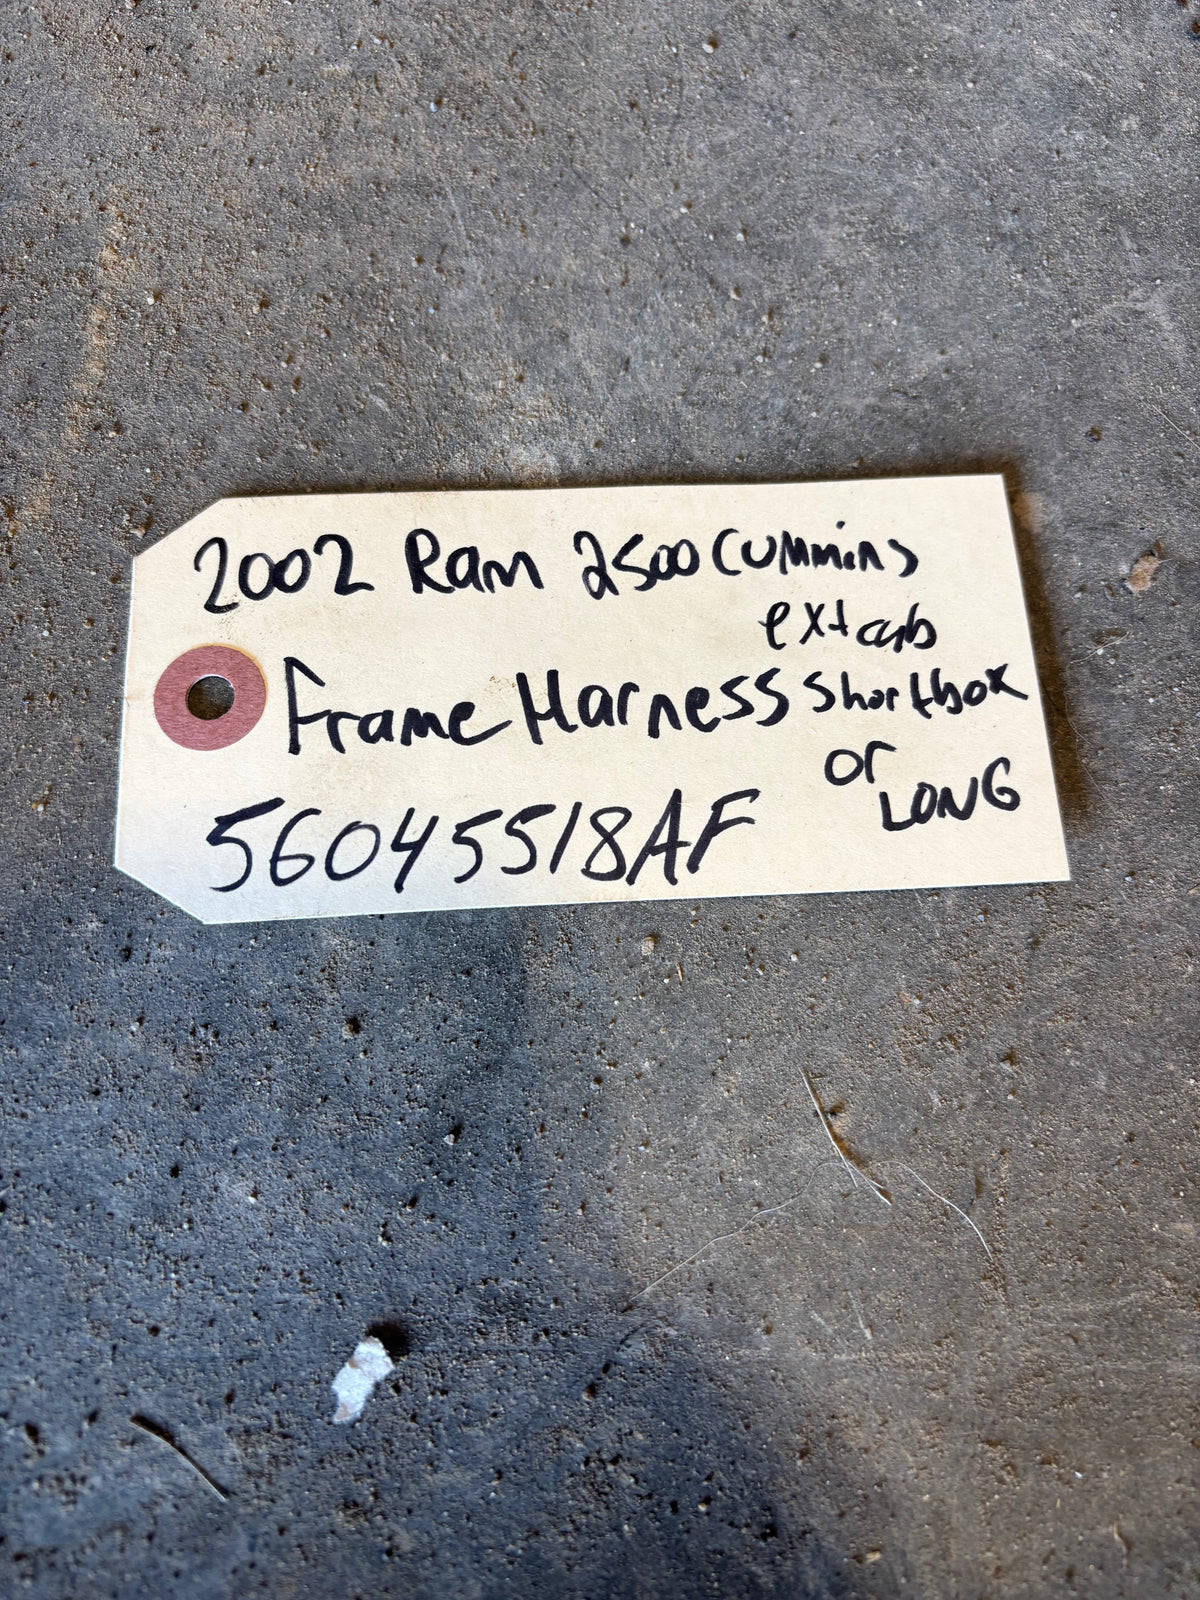 2002 Ram 2500 Cummins
ext cab
Frame Harness Shortbox
or
LONG
56045518AF